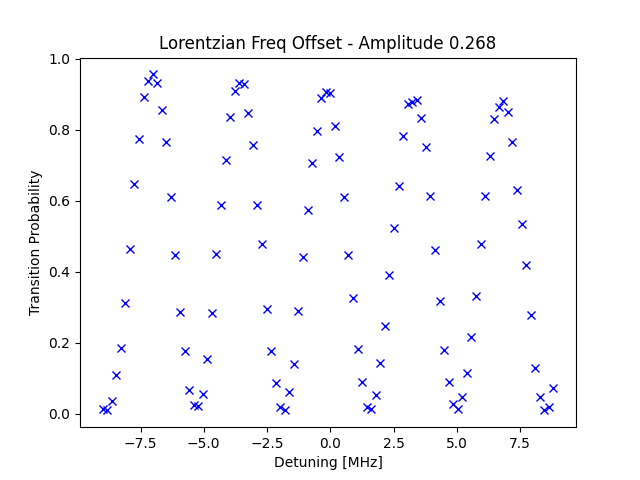 Lorentzian Freq Offset - Amplitude 0.268
1.0
0.8
0.6
0.4
0.2
0.0
Transition Probability
−7.5 −5.0 −2.5 0.0 2.5 5.0 7.5
Detuning [MHz]